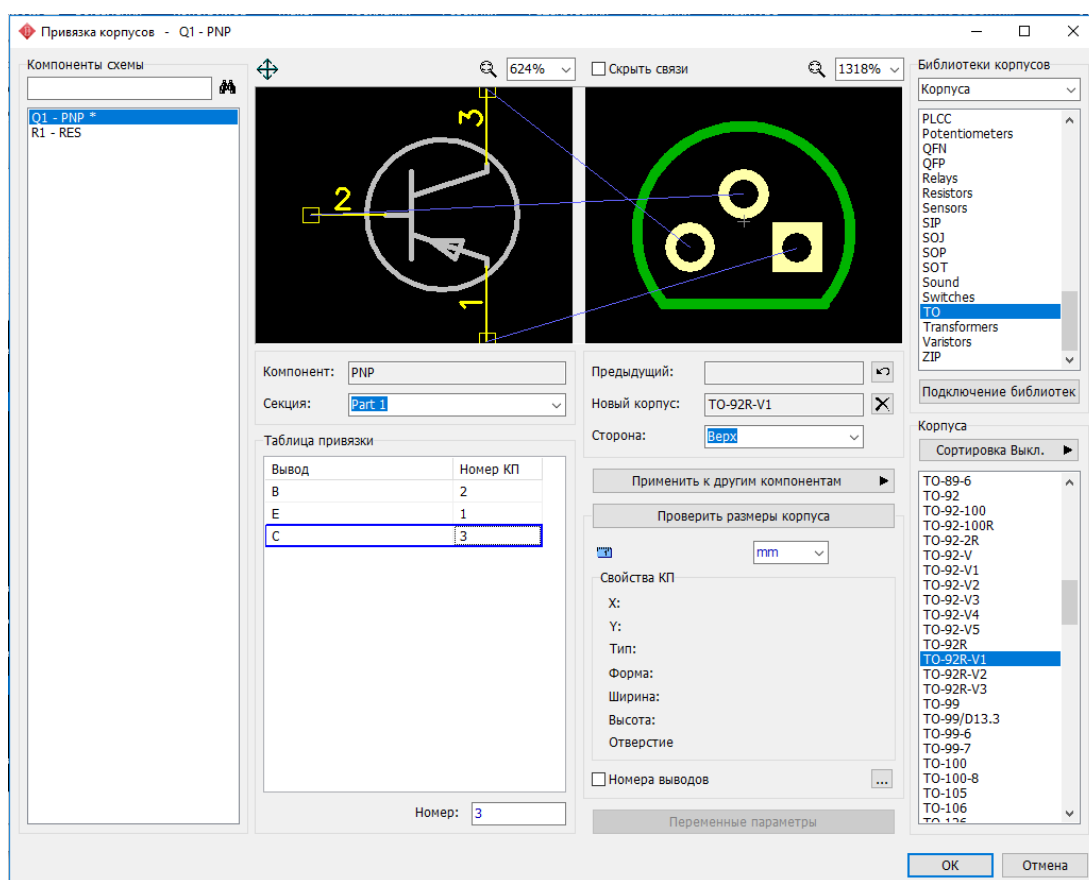 Привязка корпусов - Q1 - PNP
Компоненты схемы
Q1 - PNP *
R1 - RES
624%
Скрыть связи
1318%
3
2
1
Компонент: PNP
Секция: Part 1
Таблица привязки
Вывод Номер КП
B 2
E 1
C 3
Номер: 3
Предыдущий:
Новый корпус: TO-92R-V1
Сторона: Верх
Применить к другим компонентам
Проверить размеры корпуса
mm
Свойства КП
X:
Y:
Тип:
Форма:
Ширина:
Высота:
Отверстие
Номера выводов
...
Переменные параметры
Библиотеки корпусов
Корпуса
PLCC
Potentiometers
QFN
QFP
Relays
Resistors
Sensors
SIP
SOJ
SOP
SOT
Sound
Switches
TO
Transformers
Varistors
ZIP
Подключение библиотек
Корпуса
Сортировка Выкл.
TO-89-6
TO-92
TO-92-100
TO-92-100R
TO-92-2R
TO-92-V
TO-92-V1
TO-92-V2
TO-92-V3
TO-92-V4
TO-92-V5
TO-92R
TO-92R-V1
TO-92R-V2
TO-92R-V3
TO-99
TO-99/D13.3
TO-99-6
TO-99-7
TO-100
TO-100-8
TO-105
TO-106
OK
Отмена